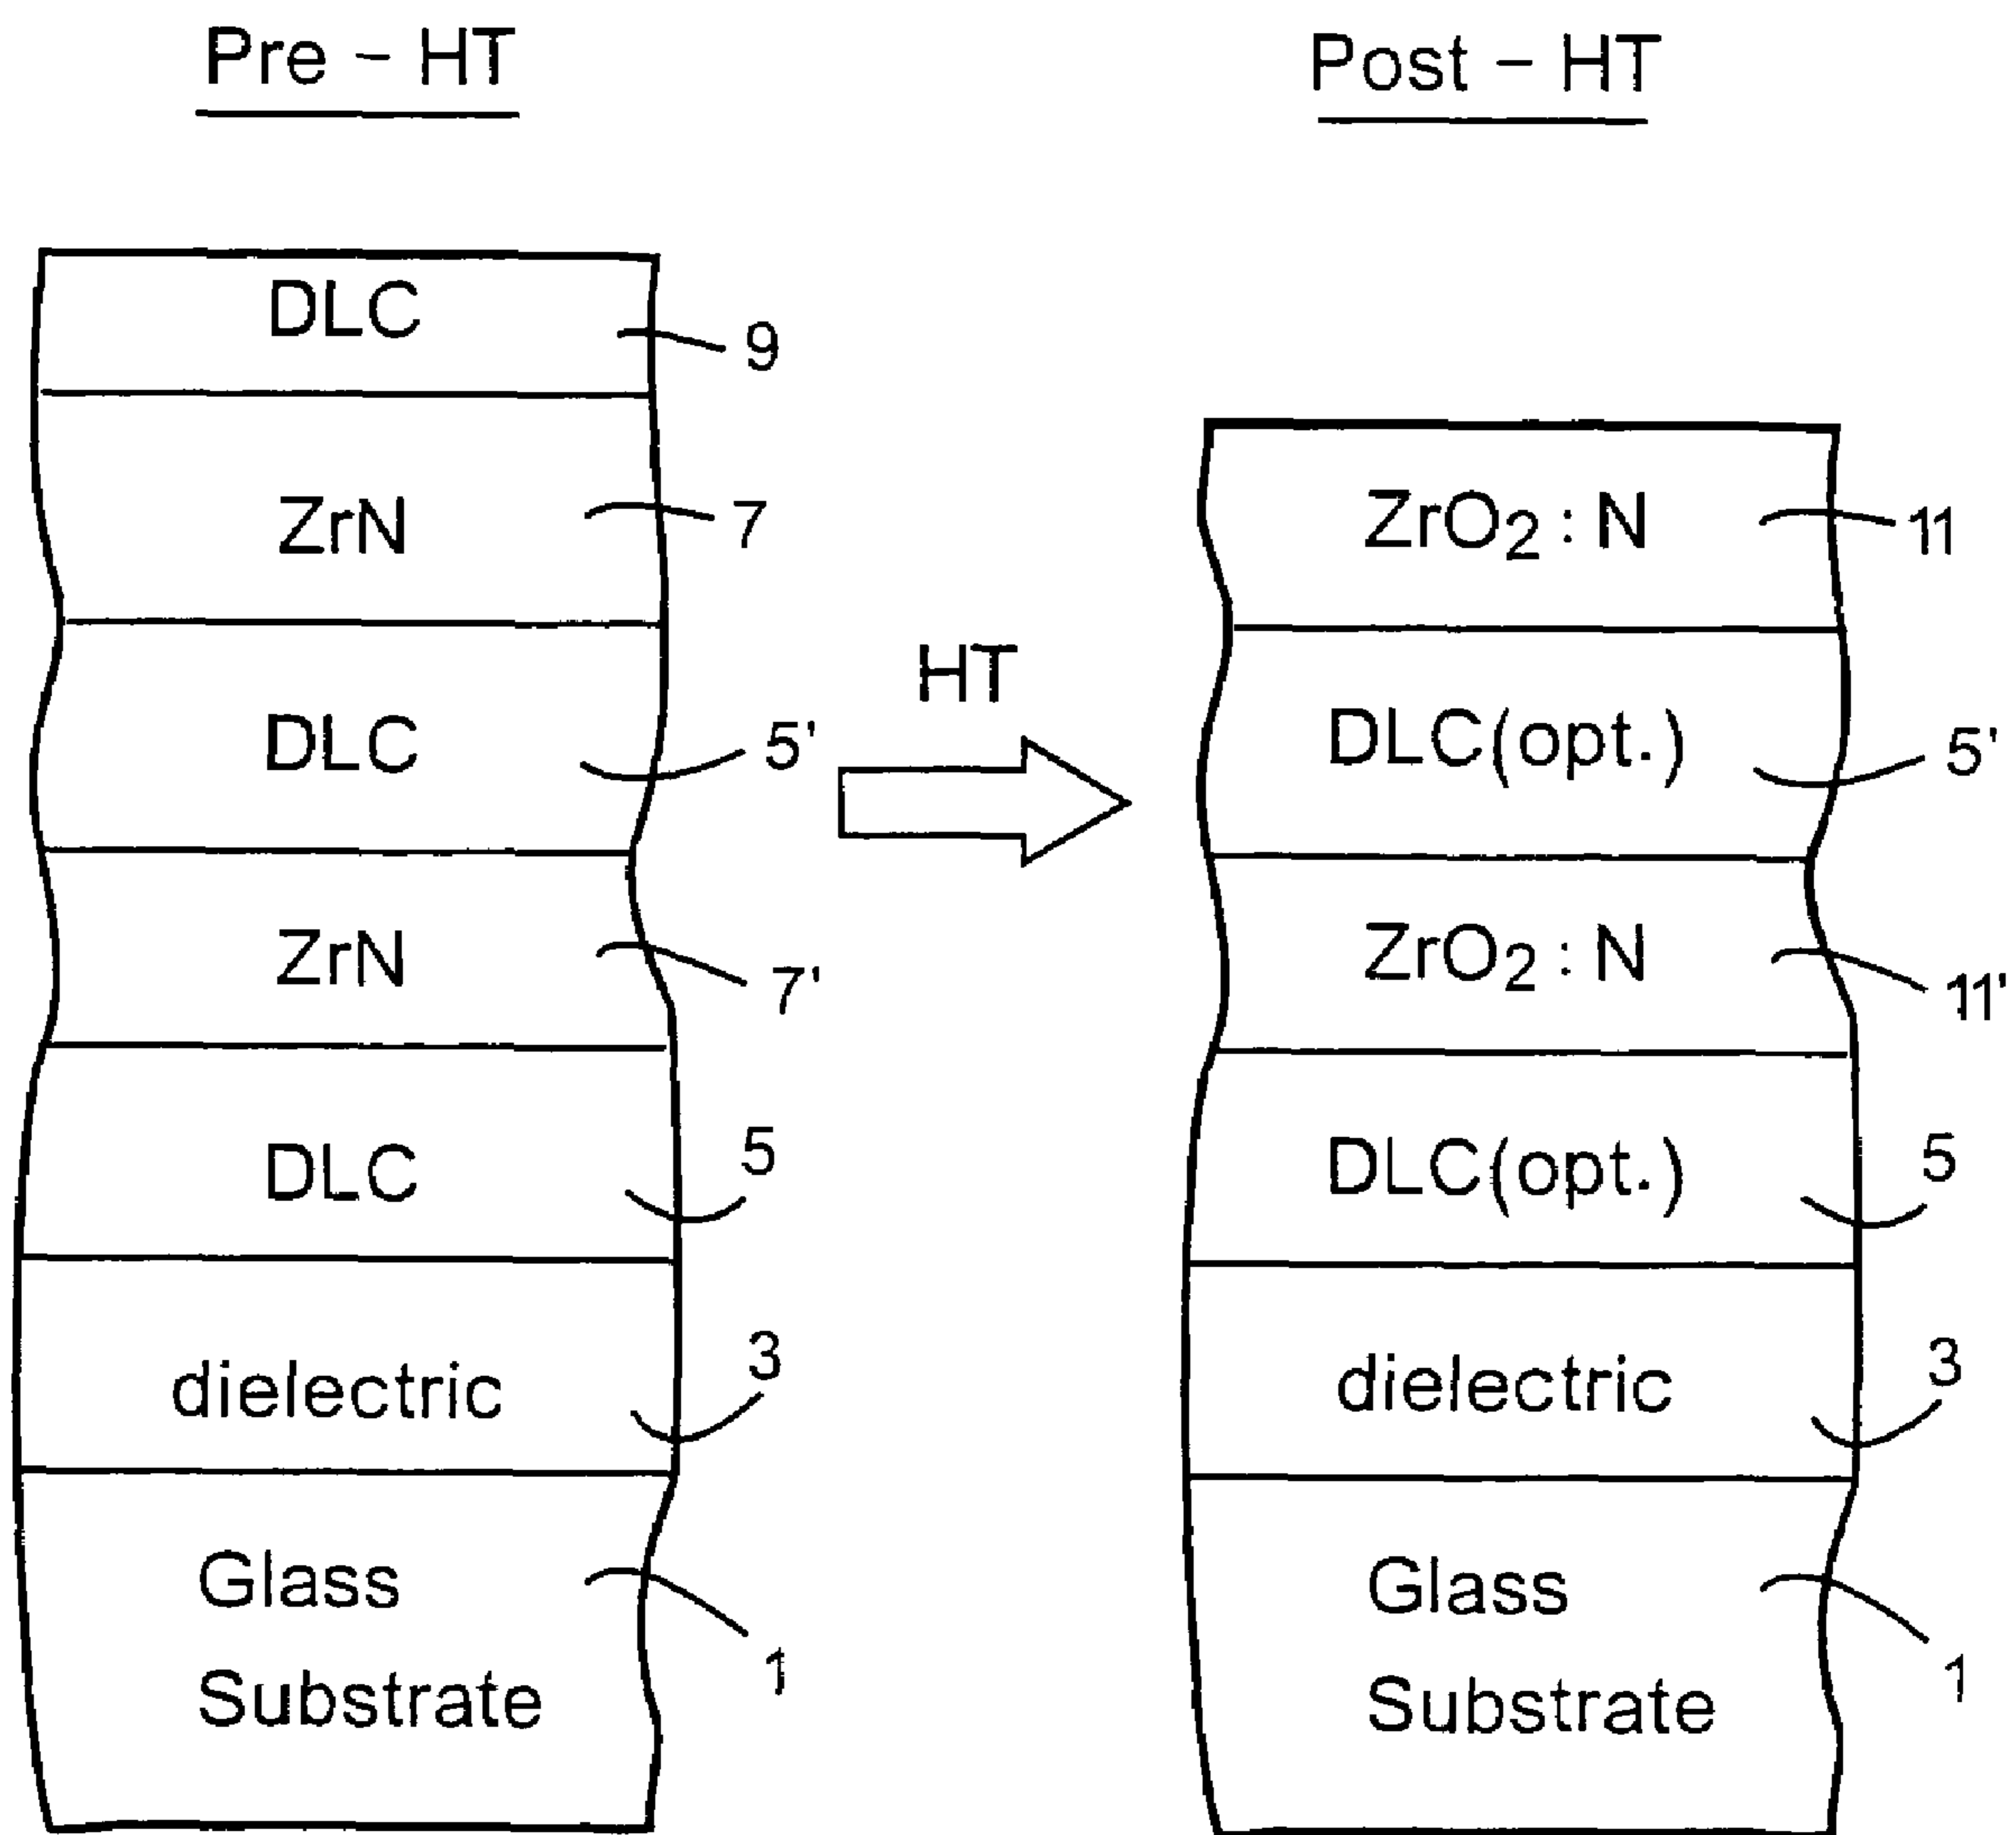 Pre - HT
DLC
9
ZrN
7
DLC
5'
ZrN
7'
DLC
5
dielectric
3
Glass
Substrate
1
HT
Post - HT
ZrO₂ : N
11
DLC(opt.)
5'
ZrO₂ : N
11'
DLC(opt.)
5
dielectric
3
Glass
Substrate
1